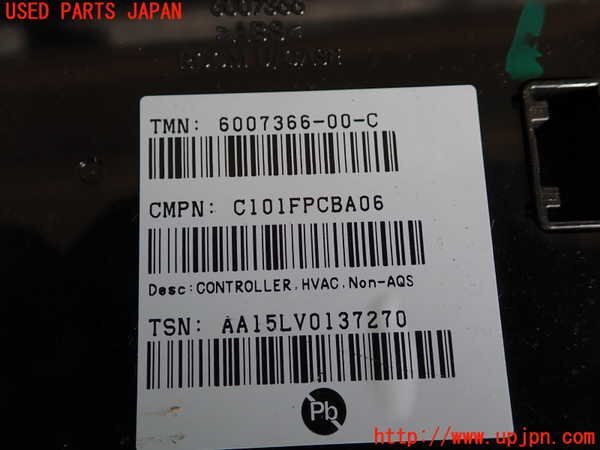 USED PARTS JAPAN
6007366
TMN: 6007366-00-C
CMPN: C101FPCBA06
Desc:CONTROLLER,HVAC,Non-AQS
TSN: AA15LV0137270
Pb
http://www.upjpn.com